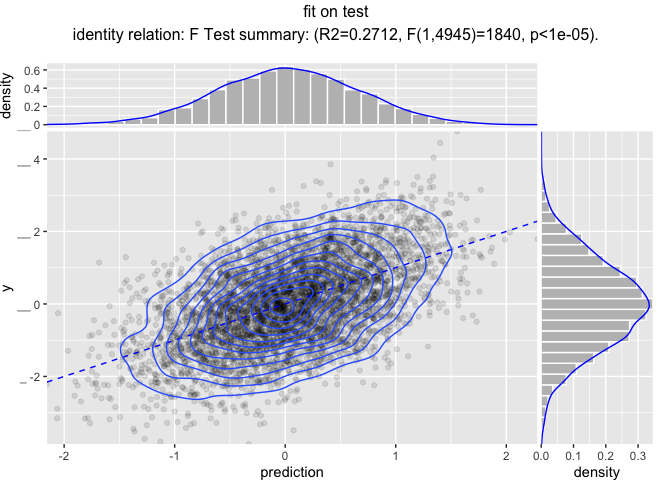 fit on test
identity relation: F Test summary: (R2=0.2712, F(1,4945)=1840, p<1e-05).
density
0.6
0.4
0.2
0
y
4
2
0
-2
-2
-1
0
1
2
prediction
0.0
0.1
0.2
0.3
density